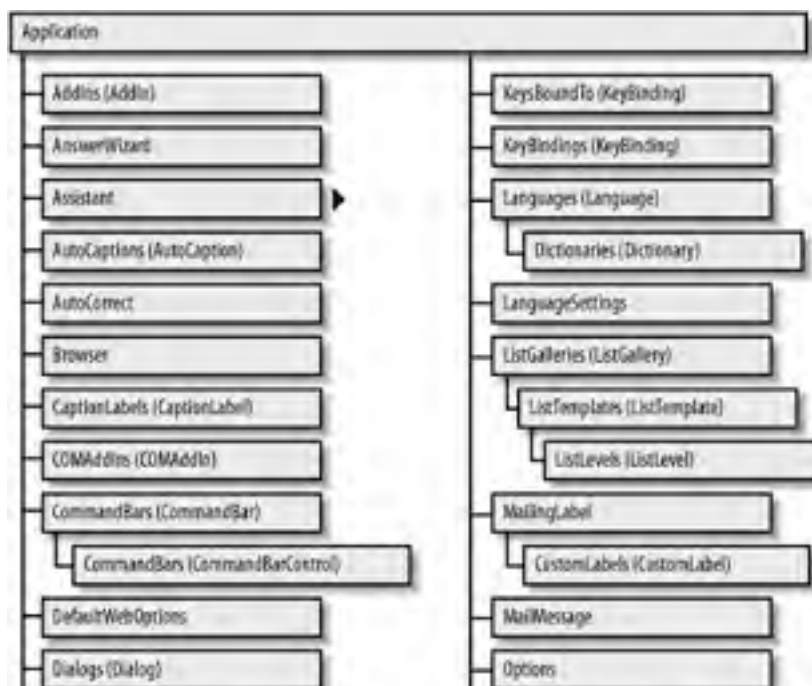 Application
AddIns (AddIn)
AnswerWizard
Assistant
AutoCaptions (AutoCaption)
AutoCorrect
Browser
CaptionLabels (CaptionLabel)
COMAddIns (COMAddIn)
CommandBars (CommandBar)
CommandBars (CommandBarControl)
DefaultWebOptions
Dialogs (Dialog)
KeysBoundTo (KeyBinding)
KeyBindings (KeyBinding)
Languages (Language)
Dictionaries (Dictionary)
LanguageSettings
ListGalleries (ListGallery)
ListTemplates (ListTemplate)
ListLevels (ListLevel)
MailingLabel
CustomLabels (CustomLabel)
MailMessage
Options